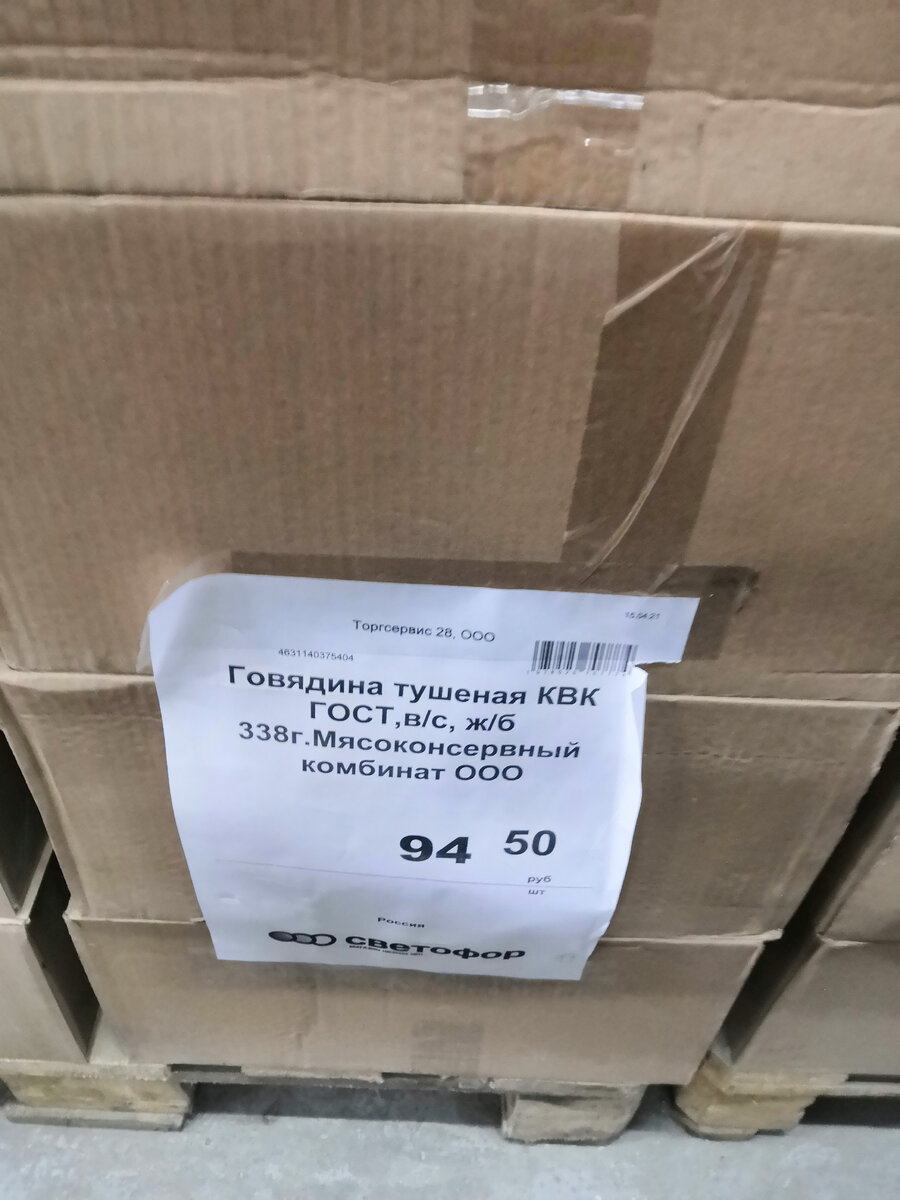 15.04.21
Торгсервис 28, ООО
4631140375404
Говядина тушеная КВК
ГОСТ,в/с, ж/б
338г.Мясоконсервный
комбинат ООО
94 50
руб
шт
Россия
светофор